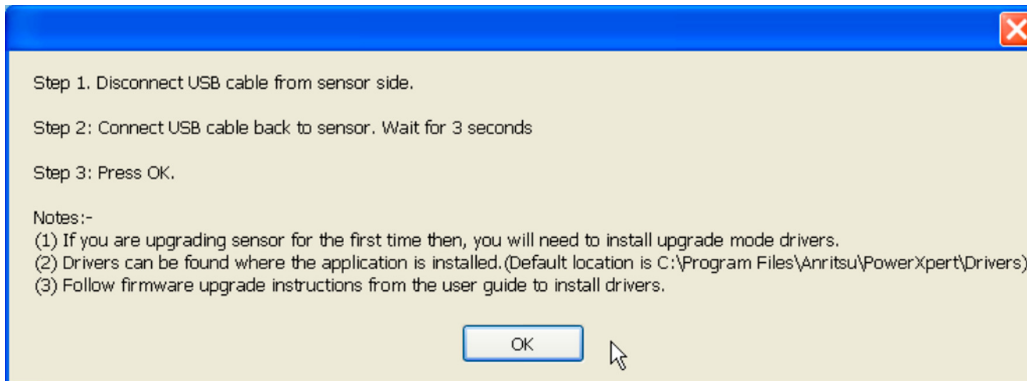 Step 1. Disconnect USB cable from sensor side.
Step 2: Connect USB cable back to sensor. Wait for 3 seconds
Step 3: Press OK.
Notes:-
(1) If you are upgrading sensor for the first time then, you will need to install upgrade mode drivers.
(2) Drivers can be found where the application is installed.(Default location is C:\Program Files\Anritsu\PowerXpert\Drivers)
(3) Follow firmware upgrade instructions from the user guide to install drivers.
OK